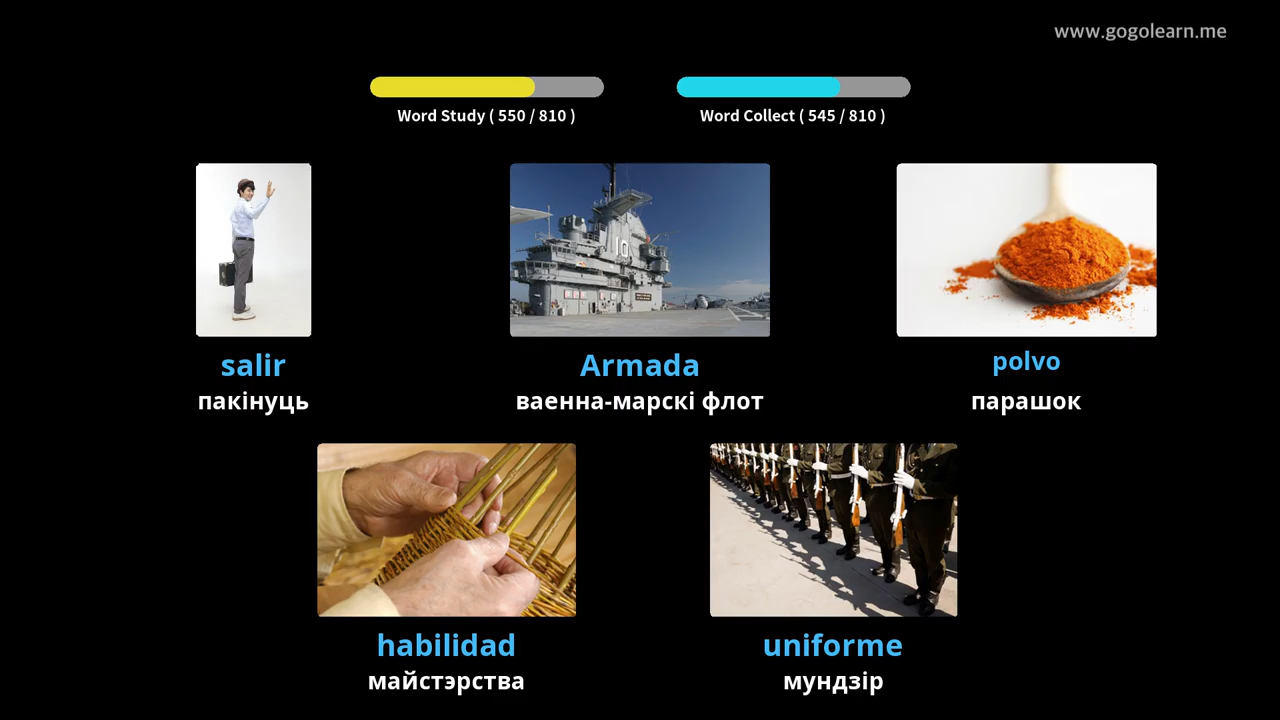 www.gogolearn.me
Word Study ( 550 / 810 )
Word Collect ( 545 / 810 )
salir
пакінуць
Armada
ваенна-марскі флот
polvo
парашок
habilidad
майстэрства
uniforme
мундзір
10